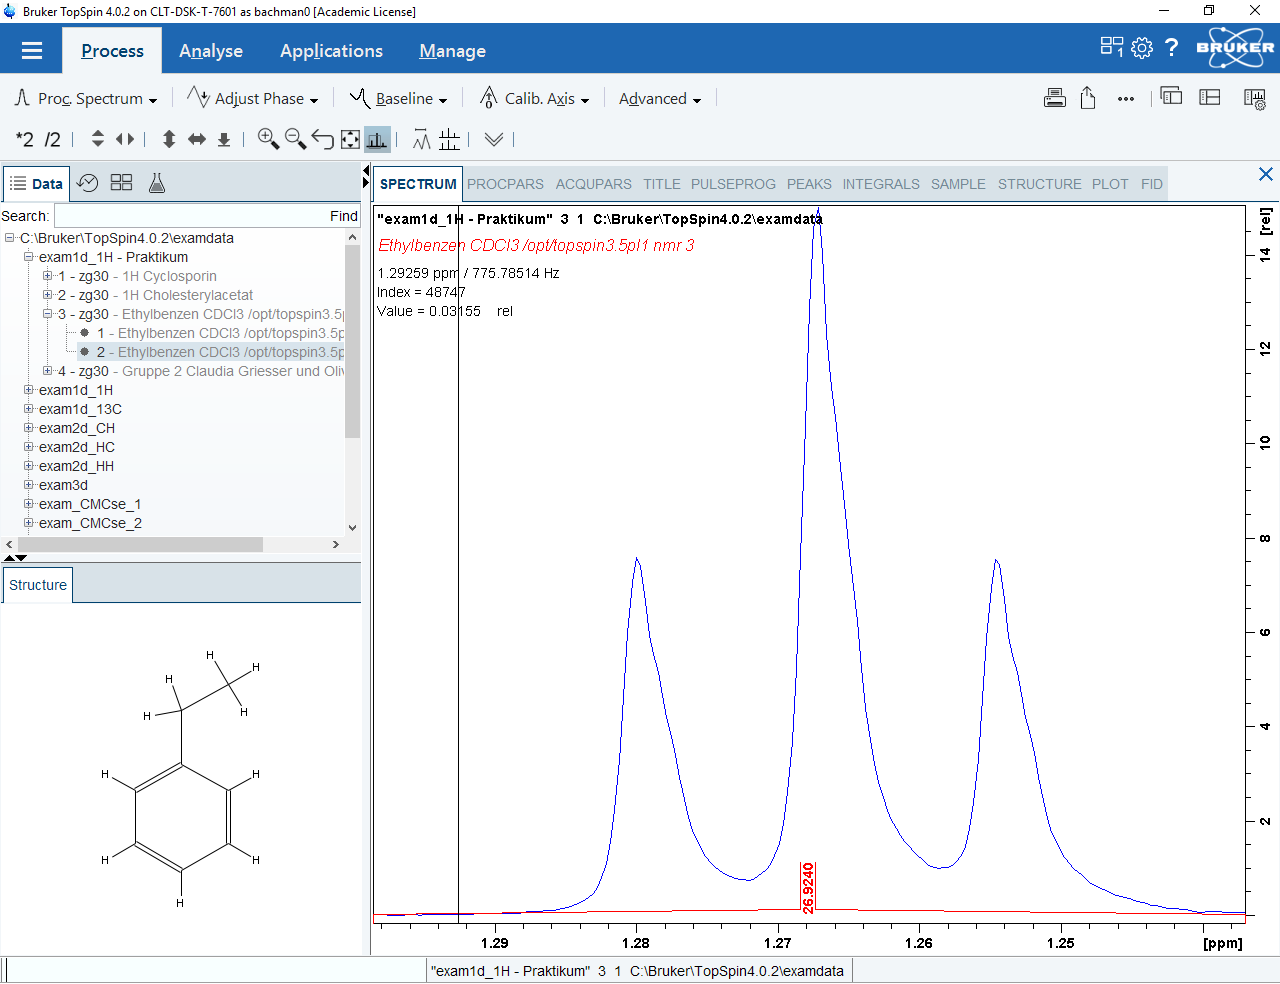 Bruker TopSpin 4.0.2 on CLT-DSK-T-7601 as bachman0 [Academic License]
Process Analyse Applications Manage
1 ? BRUKER
Proc. Spectrum Adjust Phase Baseline Calib. Axis Advanced
*2 /2
Data
Search: Find
C:\Bruker\TopSpin4.0.2\examdata
exam1d_1H - Praktikum
1 - zg30 - 1H Cyclosporin
2 - zg30 - 1H Cholesterylacetat
3 - zg30 - Ethylbenzen CDCl3 /opt/topspin3.5p
1 - Ethylbenzen CDCl3 /opt/topspin3.5p
2 - Ethylbenzen CDCl3 /opt/topspin3.5p
4 - zg30 - Gruppe 2 Claudia Griesser und Oliv
exam1d_1H
exam1d_13C
exam2d_CH
exam2d_HC
exam2d_HH
exam3d
exam_CMCse_1
exam_CMCse_2
Structure
H
H
H
H
H
H
H
H
H
H
SPECTRUM PROCPARS ACQUPARS TITLE PULSEPROG PEAKS INTEGRALS SAMPLE STRUCTURE PLOT FID
"exam1d_1H - Praktikum" 3 1 C:\Bruker\TopSpin4.0.2\examdata
Ethylbenzen CDCl3 /opt/topspin3.5pl1 nmr 3
1.29259 ppm / 775.78514 Hz
Index = 48747
Value = 0.03155 rel
[rel]
14
12
10
8
6
4
2
26.9240
1.29 1.28 1.27 1.26 1.25 [ppm]
"exam1d_1H - Praktikum" 3 1 C:\Bruker\TopSpin4.0.2\examdata